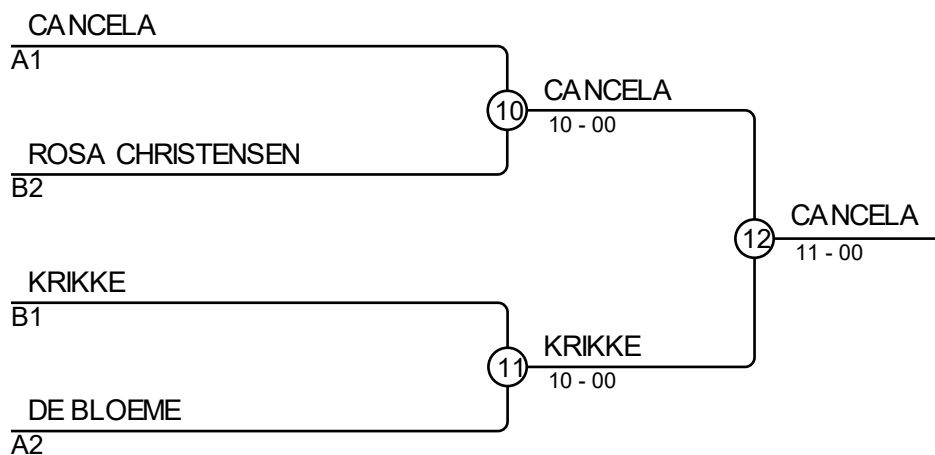 CANCELA
A1
10
CANCELA
10 - 00
ROSA CHRISTENSEN
B2
12
CANCELA
11 - 00
KRIKKE
B1
11
KRIKKE
10 - 00
DE BLOEME
A2